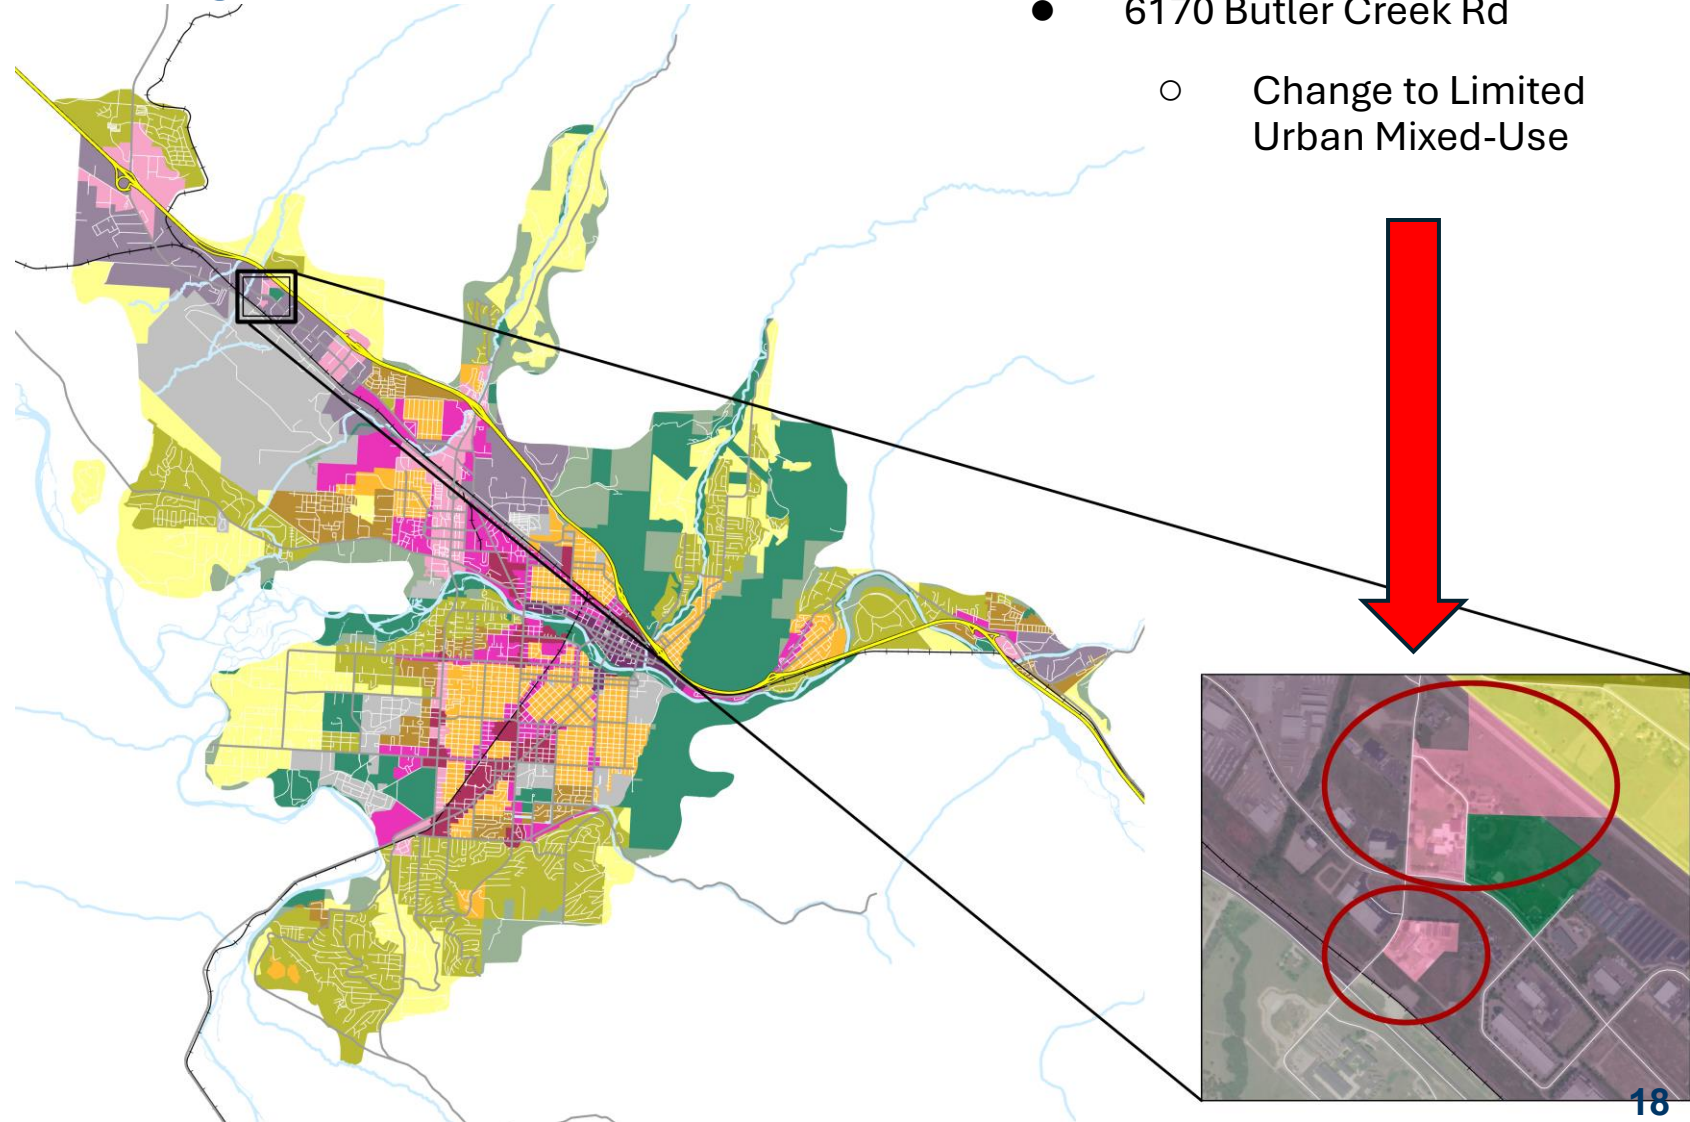 ● 6170 Butler Creek Rd
○ Change to Limited
Urban Mixed-Use
18